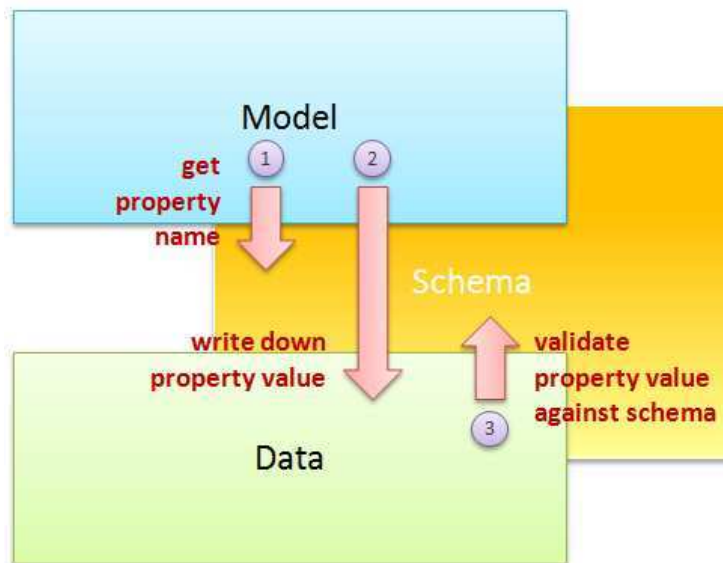 Model
1
2
get
property
name
Schema
write down
property value
validate
property value
against schema
3
Data